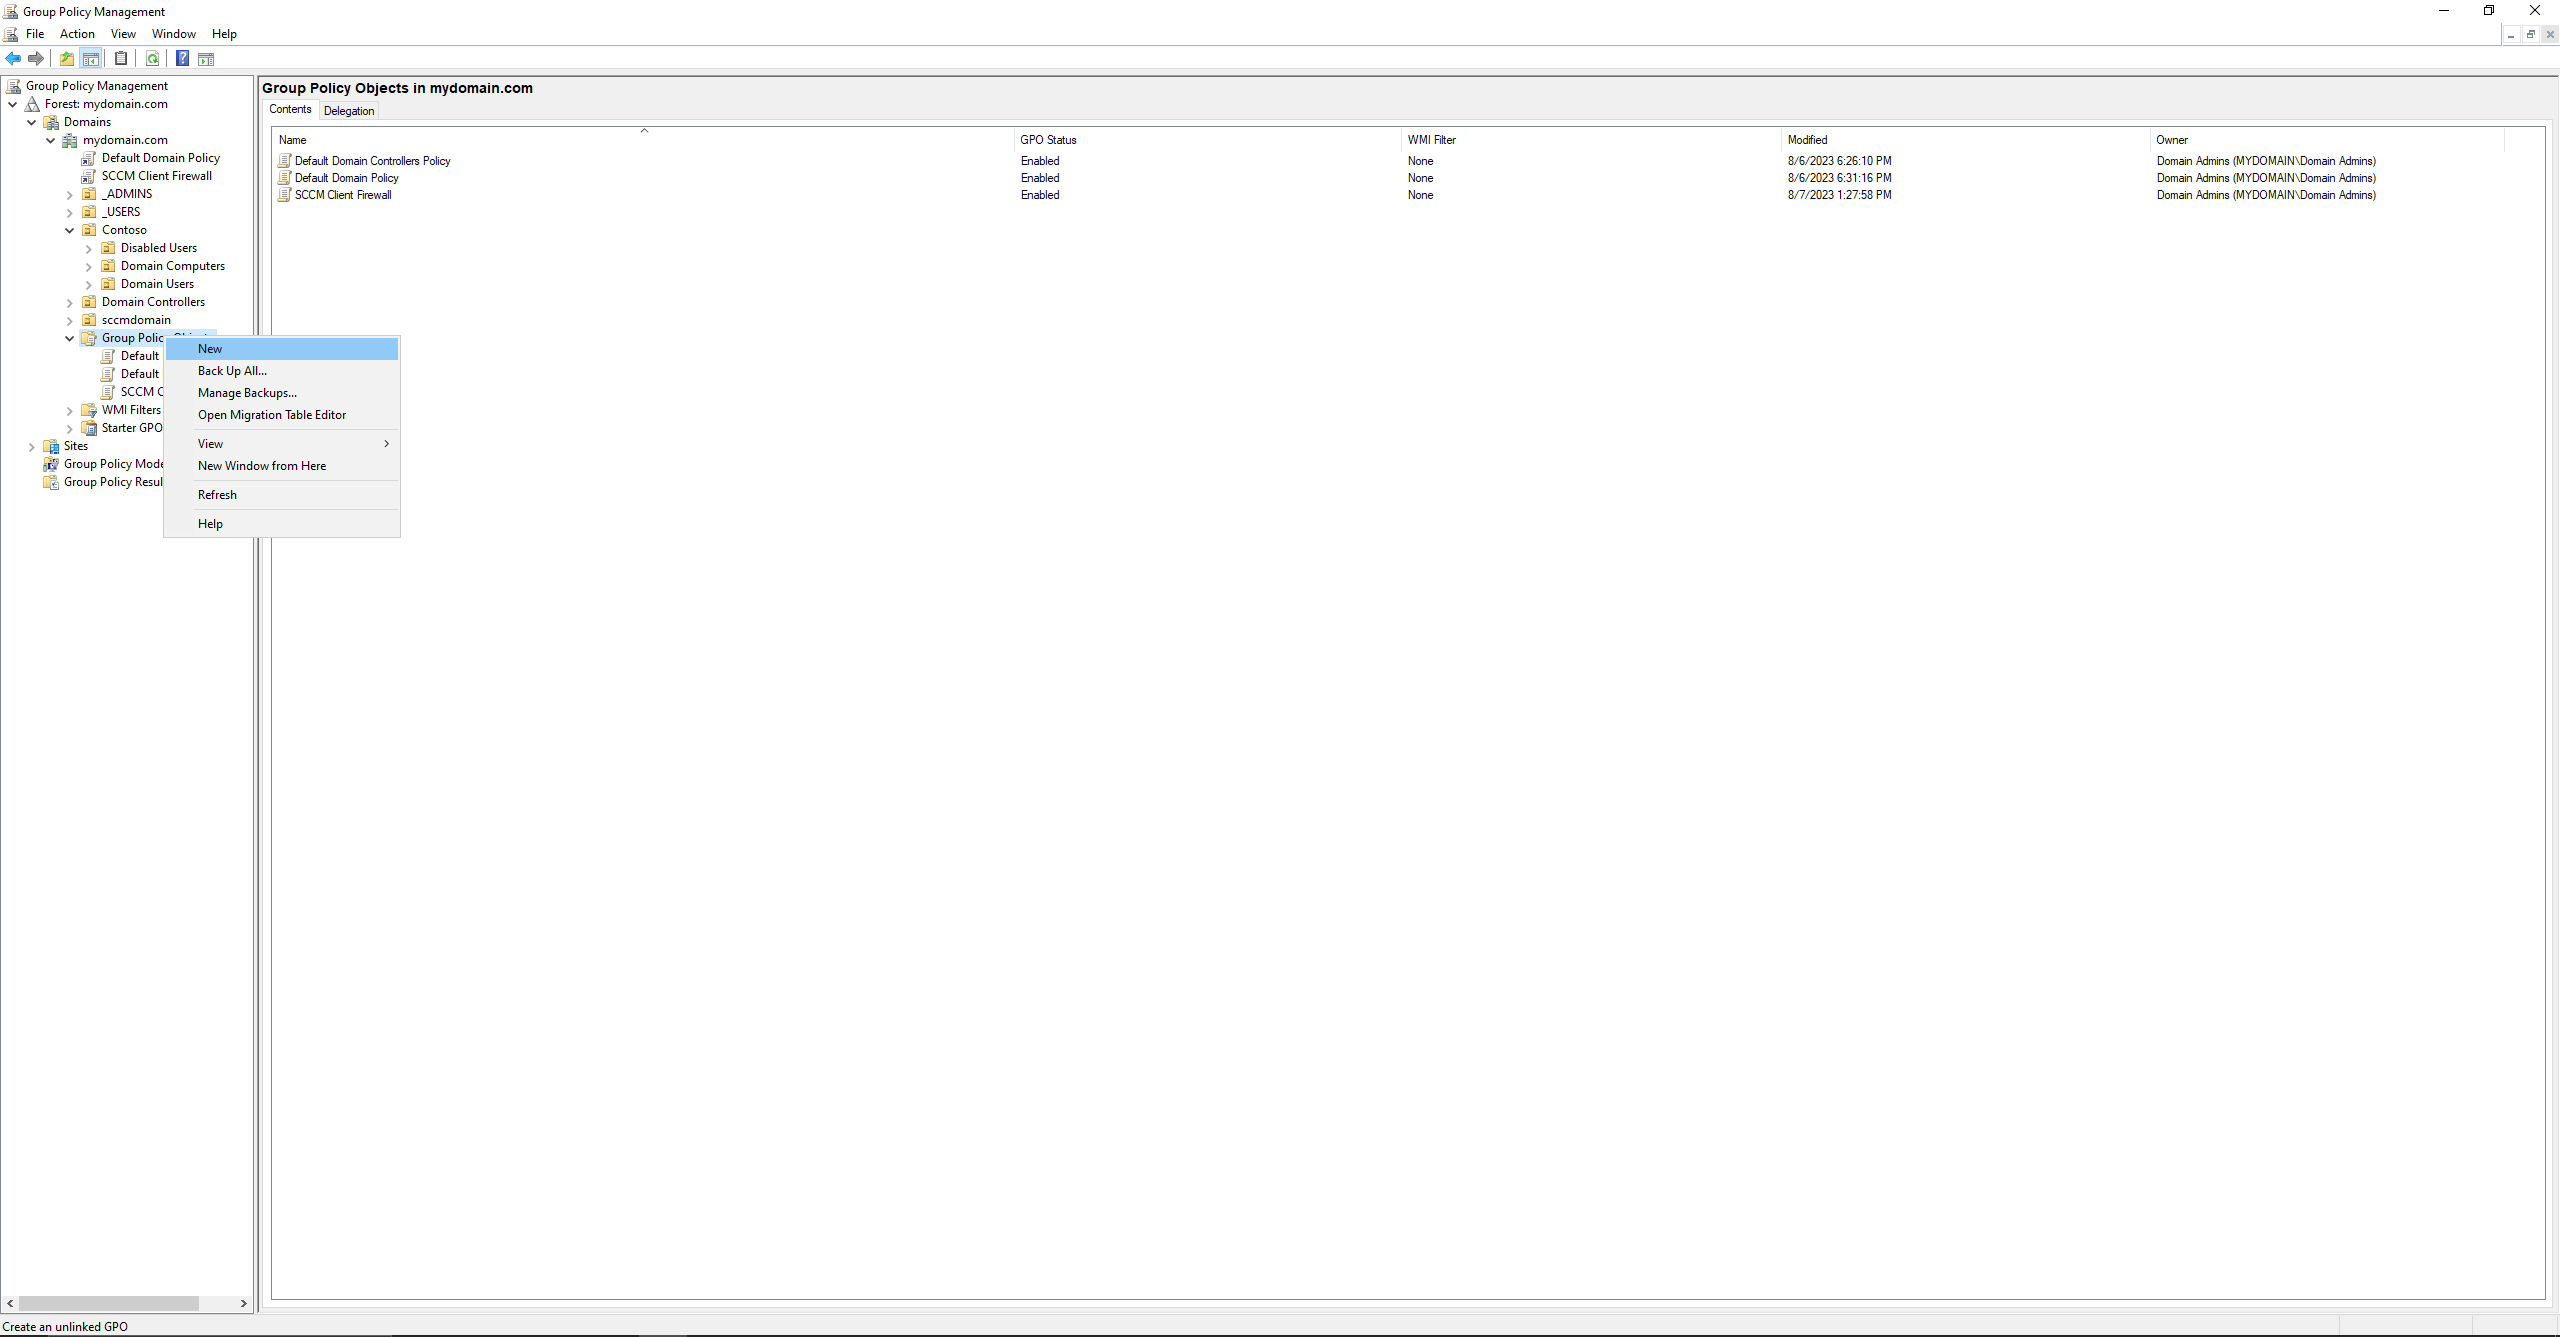 Group Policy Management
File Action View Window Help
Group Policy Management
Forest: mydomain.com
Domains
mydomain.com
Default Domain Policy
SCCM Client Firewall
_ADMINS
_USERS
Contoso
Disabled Users
Domain Computers
Domain Users
Domain Controllers
sccmdomain
Group Polic
Default
Default
SCCM C
WMI Filters
Starter GPO
Sites
Group Policy Mode
Group Policy Resul
New
Back Up All...
Manage Backups...
Open Migration Table Editor
View
New Window from Here
Refresh
Help
Group Policy Objects in mydomain.com
Contents Delegation
Name GPO Status WMI Filter Modified Owner
Default Domain Controllers Policy Enabled None 8/6/2023 6:26:10 PM Domain Admins (MYDOMAIN\Domain Admins)
Default Domain Policy Enabled None 8/6/2023 6:31:16 PM Domain Admins (MYDOMAIN\Domain Admins)
SCCM Client Firewall Enabled None 8/7/2023 1:27:58 PM Domain Admins (MYDOMAIN\Domain Admins)
Create an unlinked GPO